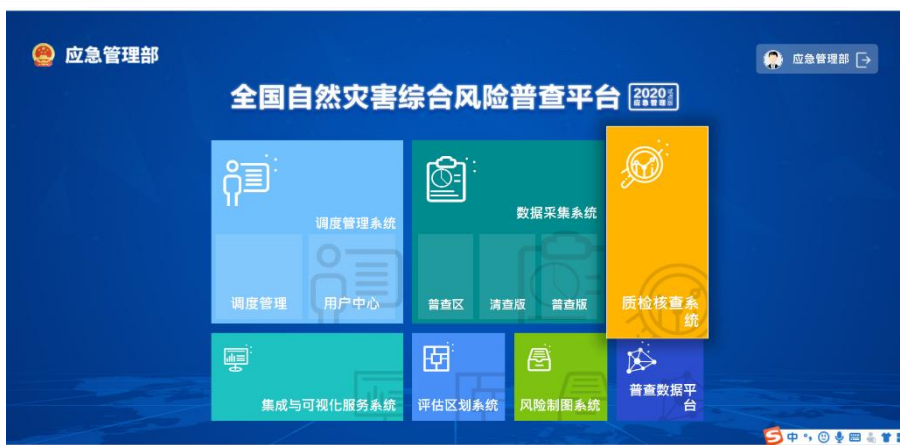 应急管理部
应急管理部
全国自然灾害综合风险普查平台
2020
应急管理
调度管理系统
数据采集系统
调度管理
用户中心
普查区
清查版
普查版
质检核查系
统
集成与可视化服务系统
评估区划系统
风险制图系统
普查数据平
台
中